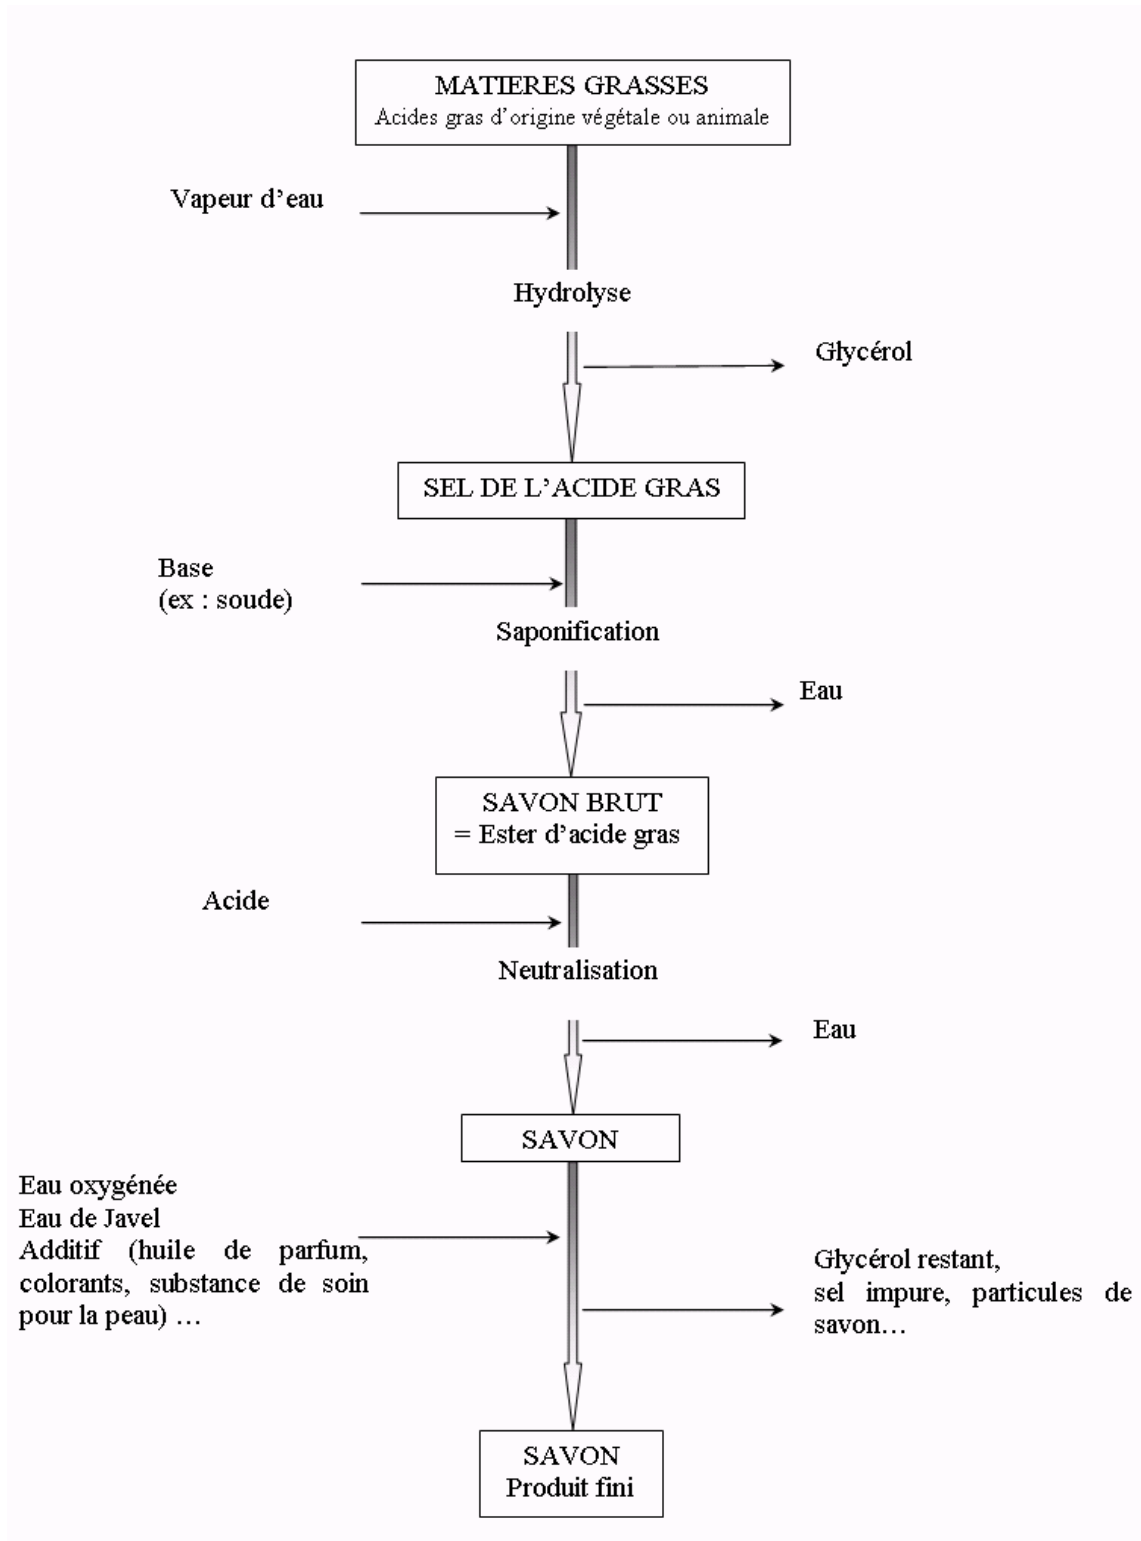 MATIERES GRASSES
Acides gras d'origine végétale ou animale
Vapeur d'eau
Hydrolyse
Glycérol
SEL DE L'ACIDE GRAS
Base
(ex : soude)
Saponification
Eau
SAVON BRUT
= Ester d'acide gras
Acide
Neutralisation
Eau
SAVON
Eau oxygénée
Eau de Javel
Additif (huile de parfum,
colorants, substance de soin
pour la peau) …
Glycérol restant,
sel impure, particules de
savon…
SAVON
Produit fini